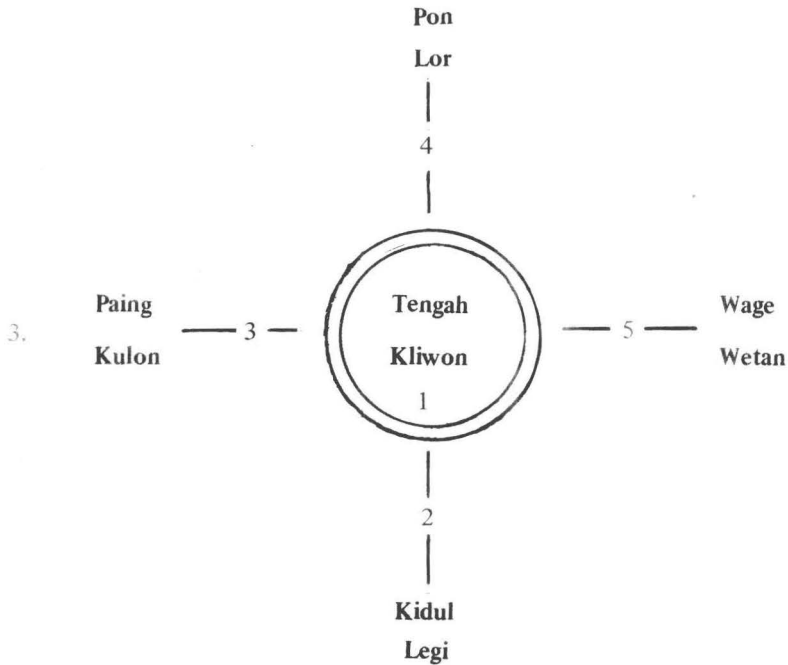 Pon
Lor
4
Paing Tengah Wage
3. 3 5
Kulon Kliwon Wetan
1
2
Kidul
Legi